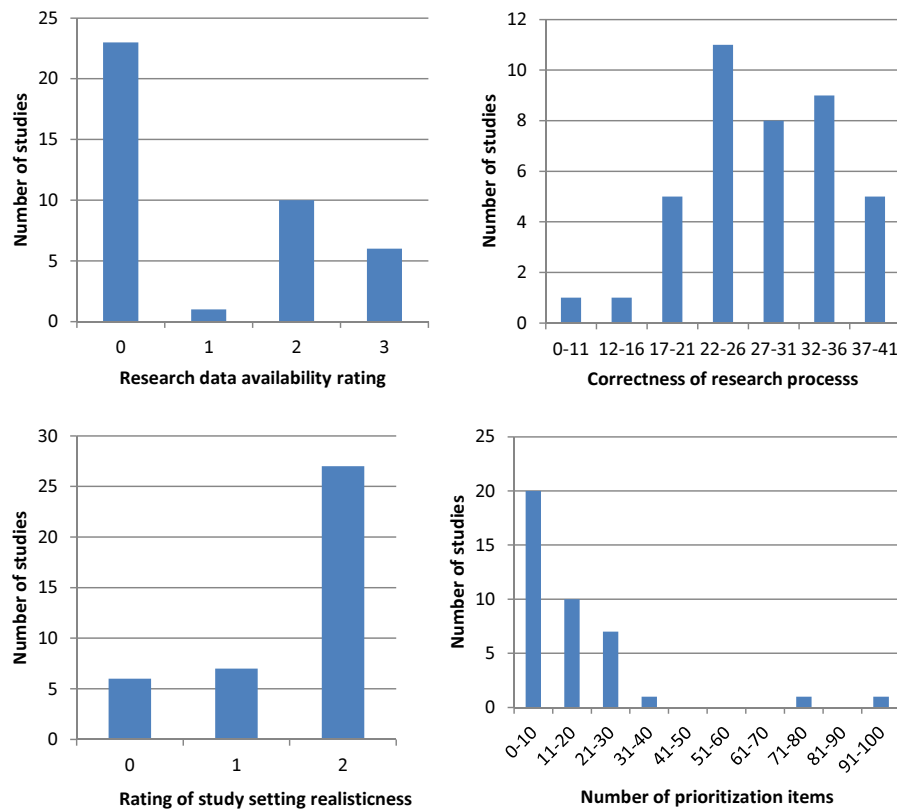 25
20
15
10
5
0
Number of studies
0 1 2 3
Research data availability rating
12
10
8
6
4
2
0
Number of studies
0-11 12-16 17-21 22-26 27-31 32-36 37-41
Correctness of research processs
30
25
20
15
10
5
0
Number of studies
0 1 2
Rating of study setting realisticness
25
20
15
10
5
0
Number of studies
0-10 11-20 21-30 31-40 41-50 51-60 61-70 71-80 81-90 91-100
Number of prioritization items